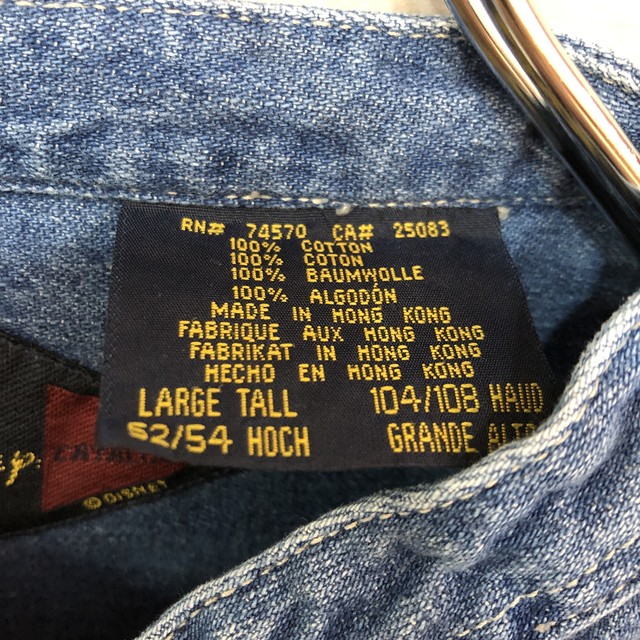 RN# 74570 CA# 25083
100% COTTON
100% COTON
100% BAUMWOLLE
100% ALGODÓN
MADE IN HONG KONG
FABRIQUE AUX HONG KONG
FABRIKAT IN HONG KONG
HECHO EN HONG KONG
LARGE TALL 104/108 HAUD
52/54 HOCH GRANDE ALTO
© DISNEY